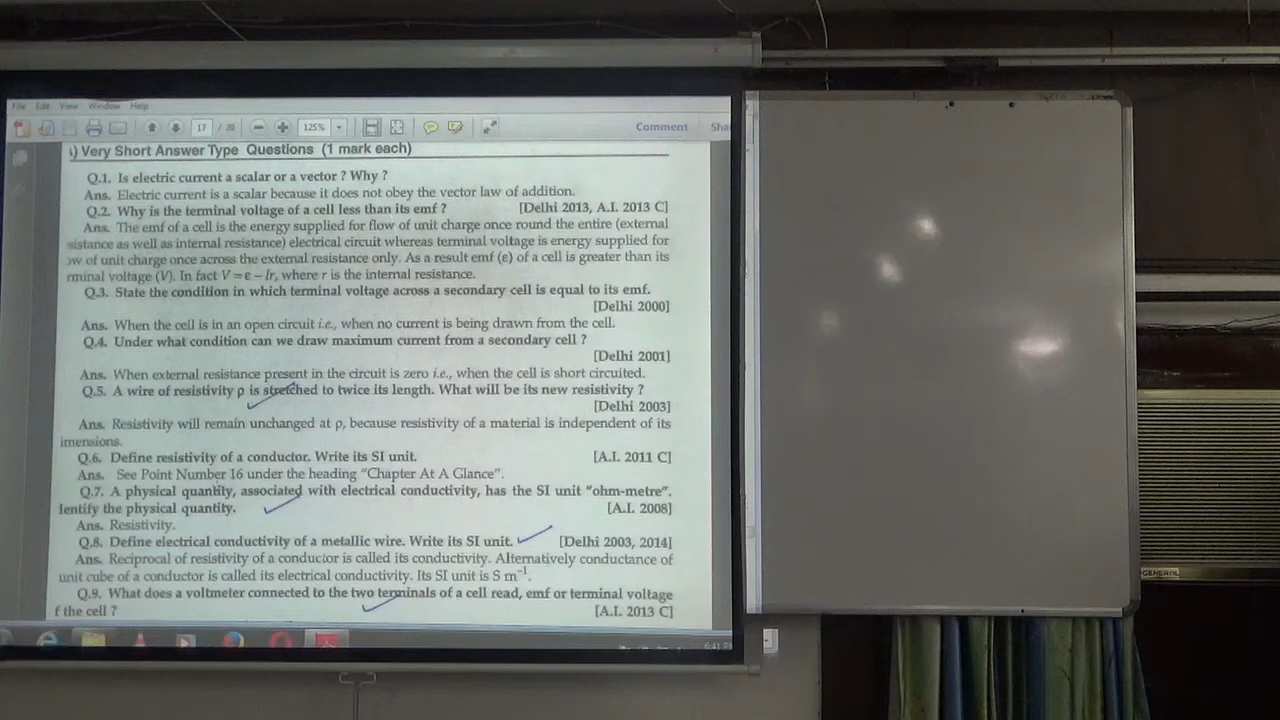 File Edit View Window Help
17 / 20 125% Comment Sha
) Very Short Answer Type Questions (1 mark each)
Q.1. Is electric current a scalar or a vector ? Why ?
Ans. Electric current is a scalar because it does not obey the vector law of addition.
Q.2. Why is the terminal voltage of a cell less than its emf ? [Delhi 2013, A.I. 2013 C]
Ans. The emf of a cell is the energy supplied for flow of unit charge once round the entire (external
sistance as well as internal resistance) electrical circuit whereas terminal voltage is energy supplied for
ow of unit charge once across the external resistance only. As a result emf (ε) of a cell is greater than its
rminal voltage (V). In fact V = ε – Ir, where r is the internal resistance.
Q.3. State the condition in which terminal voltage across a secondary cell is equal to its emf.
[Delhi 2000]
Ans. When the cell is in an open circuit i.e., when no current is being drawn from the cell.
Q.4. Under what condition can we draw maximum current from a secondary cell ?
[Delhi 2001]
Ans. When external resistance present in the circuit is zero i.e., when the cell is short circuited.
Q.5. A wire of resistivity ρ is stretched to twice its length. What will be its new resistivity ?
[Delhi 2003]
Ans. Resistivity will remain unchanged at ρ, because resistivity of a material is independent of its
imensions.
Q.6. Define resistivity of a conductor. Write its SI unit. [A.I. 2011 C]
Ans. See Point Number 16 under the heading “Chapter At A Glance”.
Q.7. A physical quantity, associated with electrical conductivity, has the SI unit “ohm-metre”.
lentify the physical quantity. [A.I. 2008]
Ans. Resistivity.
Q.8. Define electrical conductivity of a metallic wire. Write its SI unit. [Delhi 2003, 2014]
Ans. Reciprocal of resistivity of a conductor is called its conductivity. Alternatively conductance of
unit cube of a conductor is called its electrical conductivity. Its SI unit is S m⁻¹.
Q.9. What does a voltmeter connected to the two terminals of a cell read, emf or terminal voltage
f the cell ? [A.I. 2013 C]
GENERAL